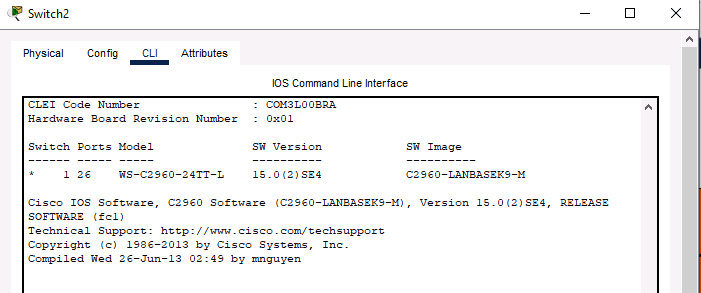 Switch2
Physical Config CLI Attributes
IOS Command Line Interface
CLEI Code Number                : COM3L00BRA
Hardware Board Revision Number  : 0x01
Switch Ports Model              SW Version            SW Image
------ ----- -----              ----------            ----------
*    1 26    WS-C2960-24TT-L    15.0(2)SE4            C2960-LANBASEK9-M
Cisco IOS Software, C2960 Software (C2960-LANBASEK9-M), Version 15.0(2)SE4, RELEASE
SOFTWARE (fc1)
Technical Support: http://www.cisco.com/techsupport
Copyright (c) 1986-2013 by Cisco Systems, Inc.
Compiled Wed 26-Jun-13 02:49 by mnguyen